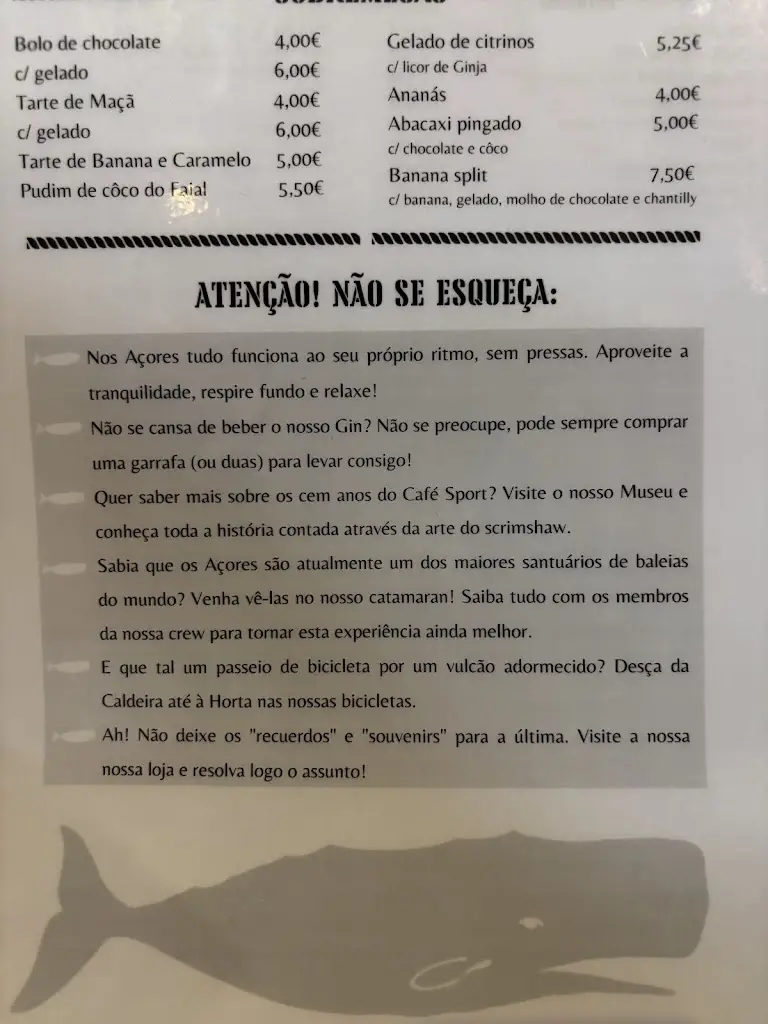 SOBREMESAS
Bolo de chocolate 4,00€
c/ gelado 6,00€
Tarte de Maçã 4,00€
c/ gelado 6,00€
Tarte de Banana e Caramelo 5,00€
Pudim de côco do Faial 5,50€
Gelado de citrinos 5,25€
c/ licor de Ginja
Ananás 4,00€
Abacaxi pingado 5,00€
c/ chocolate e côco
Banana split 7,50€
c/ banana, gelado, molho de chocolate e chantilly
ATENÇÃO! NÃO SE ESQUEÇA:
Nos Açores tudo funciona ao seu próprio ritmo, sem pressas. Aproveite a
tranquilidade, respire fundo e relaxe!
Não se cansa de beber o nosso Gin? Não se preocupe, pode sempre comprar
uma garrafa (ou duas) para levar consigo!
Quer saber mais sobre os cem anos do Café Sport? Visite o nosso Museu e
conheça toda a história contada através da arte do scrimshaw.
Sabia que os Açores são atualmente um dos maiores santuários de baleias
do mundo? Venha vê-las no nosso catamaran! Saiba tudo com os membros
da nossa crew para tornar esta experiência ainda melhor.
E que tal um passeio de bicicleta por um vulcão adormecido? Desça da
Caldeira até à Horta nas nossas bicicletas.
Ah! Não deixe os "recuerdos" e "souvenirs" para a última. Visite a nossa
nossa loja e resolva logo o assunto!